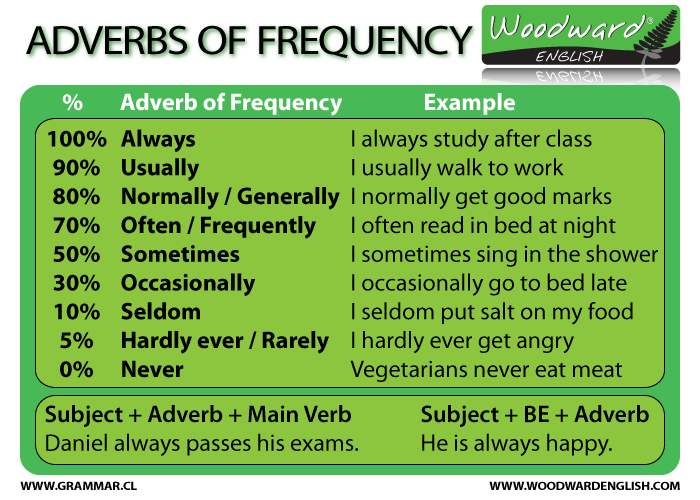 ADVERBS OF FREQUENCY
Woodward®
ENGLISH
% Adverb of Frequency Example
100% Always I always study after class
90% Usually I usually walk to work
80% Normally / Generally I normally get good marks
70% Often / Frequently I often read in bed at night
50% Sometimes I sometimes sing in the shower
30% Occasionally I occasionally go to bed late
10% Seldom I seldom put salt on my food
5% Hardly ever / Rarely I hardly ever get angry
0% Never Vegetarians never eat meat
Subject + Adverb + Main Verb Subject + BE + Adverb
Daniel always passes his exams. He is always happy.
WWW.GRAMMAR.CL WWW.WOODWARDENGLISH.COM